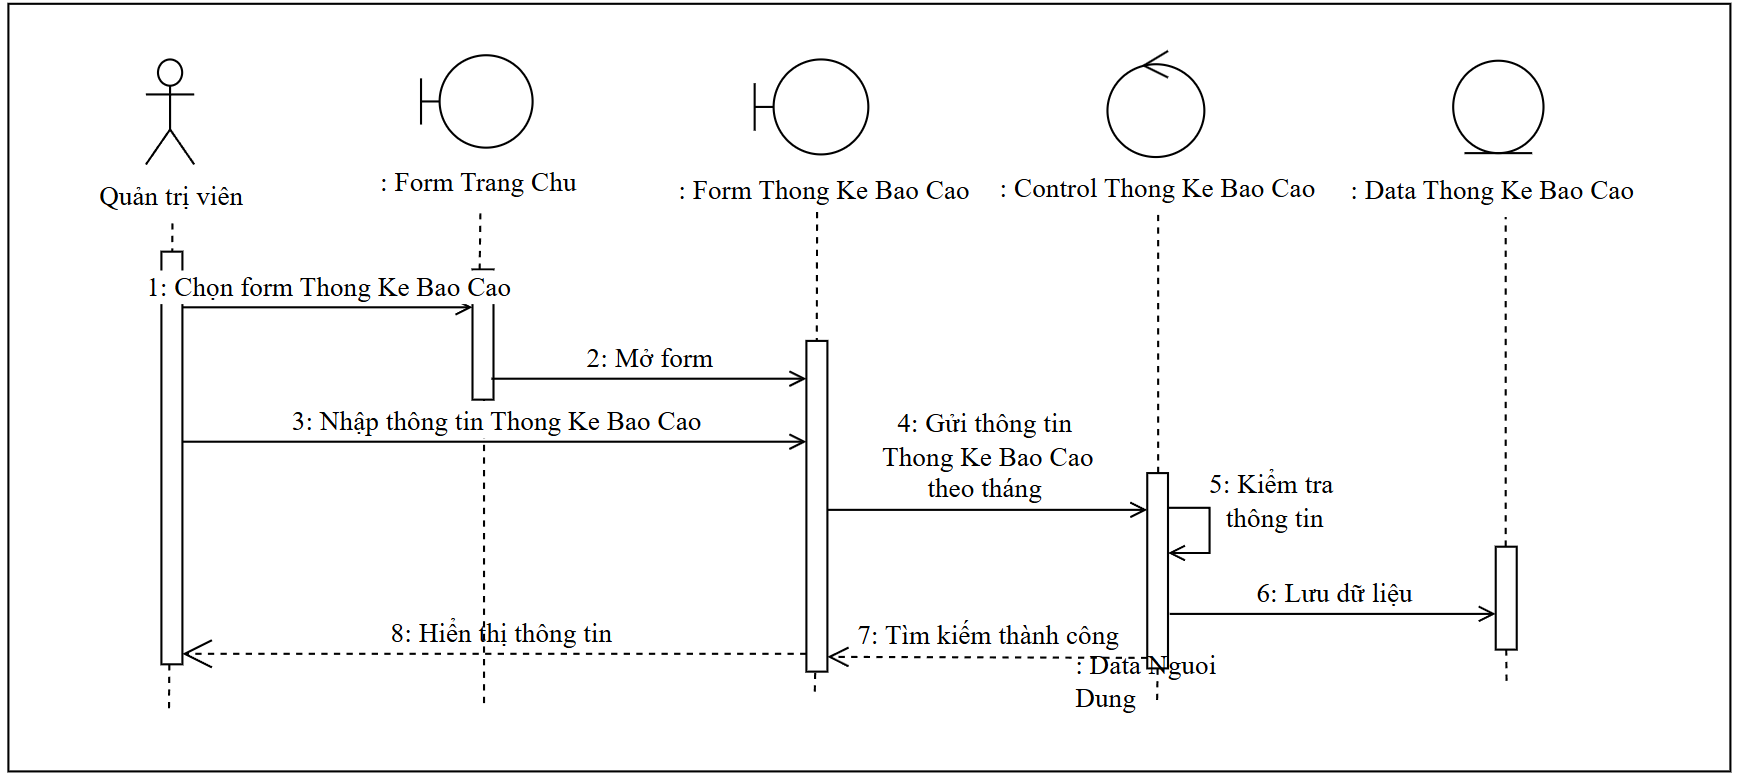 Quản trị viên
: Form Trang Chu
: Form Thong Ke Bao Cao
: Control Thong Ke Bao Cao
: Data Thong Ke Bao Cao
1: Chọn form Thong Ke Bao Cao
2: Mở form
3: Nhập thông tin Thong Ke Bao Cao
4: Gửi thông tin
Thong Ke Bao Cao
theo tháng
5: Kiểm tra
thông tin
6: Lưu dữ liệu
7: Tìm kiếm thành công
8: Hiển thị thông tin
: Data Nguoi
Dung